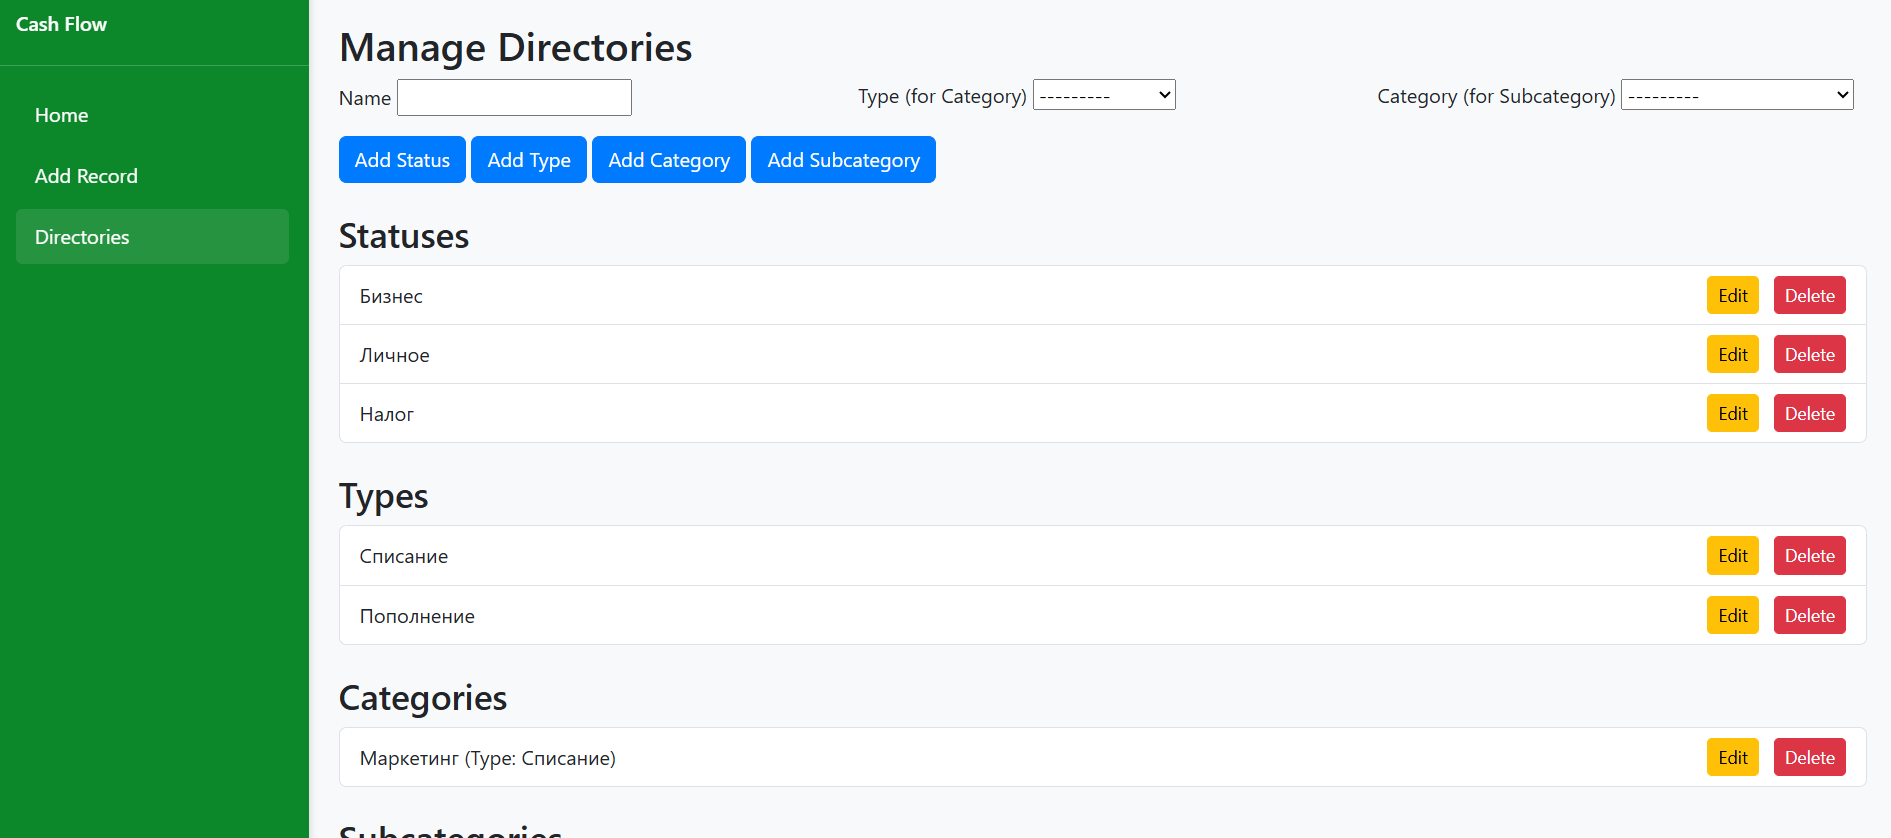 Cash Flow
Home
Add Record
Directories
Manage Directories
Name
Type (for Category) ---------
Category (for Subcategory) ---------
Add Status Add Type Add Category Add Subcategory
Statuses
Бизнес Edit Delete
Личное Edit Delete
Налог Edit Delete
Types
Списание Edit Delete
Пополнение Edit Delete
Categories
Маркетинг (Type: Списание) Edit Delete
Subcategories